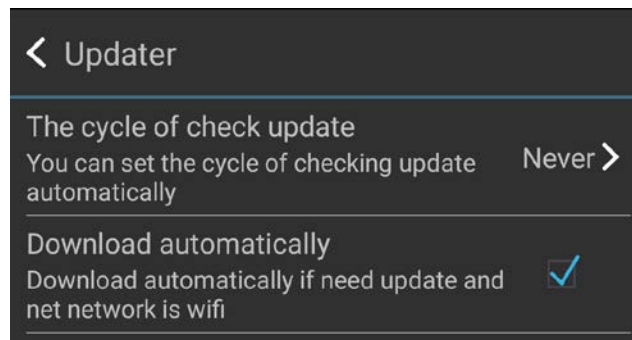 Updater
The cycle of check update
You can set the cycle of checking update
automatically
Never
Download automatically
Download automatically if need update and
net network is wifi